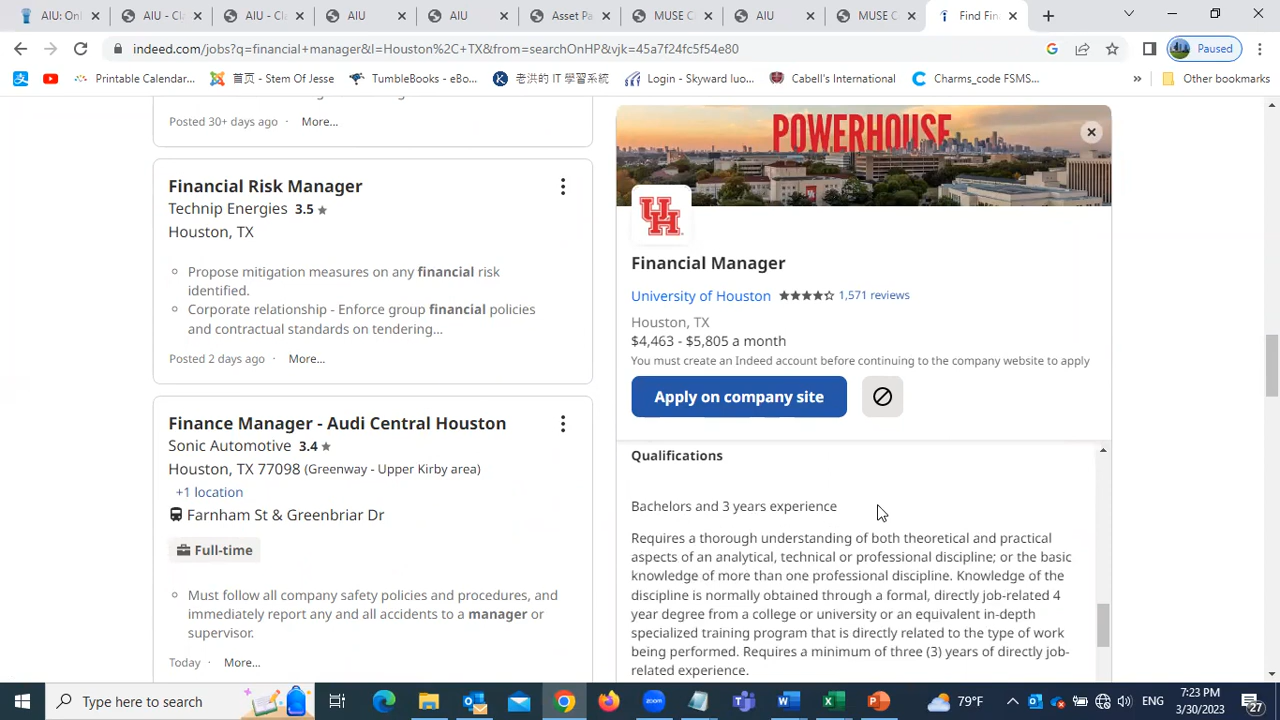 AIU: Onl
AIU - Cla
AIU - Cl
AIU
AIU
Asset Pa
MUSE C
AIU
MUSE C
Find Fin
indeed.com/jobs?q=financial+manager&l=Houston%2C+TX&from=searchOnHP&vjk=45a7f24fc5f54e80
Paused
Printable Calendar...
首页 - Stem Of Jesse
TumbleBooks - eBo...
老洪的 IT 學習系統
Login - Skyward luo...
Cabell's International
Charms_code FSMS...
»
Other bookmarks
Posted 30+ days ago · More...
Financial Risk Manager
Technip Energies 3.5
Houston, TX
Propose mitigation measures on any financial risk
identified.
Corporate relationship - Enforce group financial policies
and contractual standards on tendering...
Posted 2 days ago · More...
Finance Manager - Audi Central Houston
Sonic Automotive 3.4
Houston, TX 77098 (Greenway - Upper Kirby area)
+1 location
Farnham St & Greenbriar Dr
Full-time
Must follow all company safety policies and procedures, and
immediately report any and all accidents to a manager or
supervisor.
Today · More...
POWERHOUSE
UH
Financial Manager
University of Houston 1,571 reviews
Houston, TX
$4,463 - $5,805 a month
You must create an Indeed account before continuing to the company website to apply
Apply on company site
Qualifications
Bachelors and 3 years experience
Requires a thorough understanding of both theoretical and practical
aspects of an analytical, technical or professional discipline; or the basic
knowledge of more than one professional discipline. Knowledge of the
discipline is normally obtained through a formal, directly job-related 4
year degree from a college or university or an equivalent in-depth
specialized training program that is directly related to the type of work
being performed. Requires a minimum of three (3) years of directly job-
related experience.
Type here to search
zoom
79°F
ENG
7:23 PM
3/30/2023
27